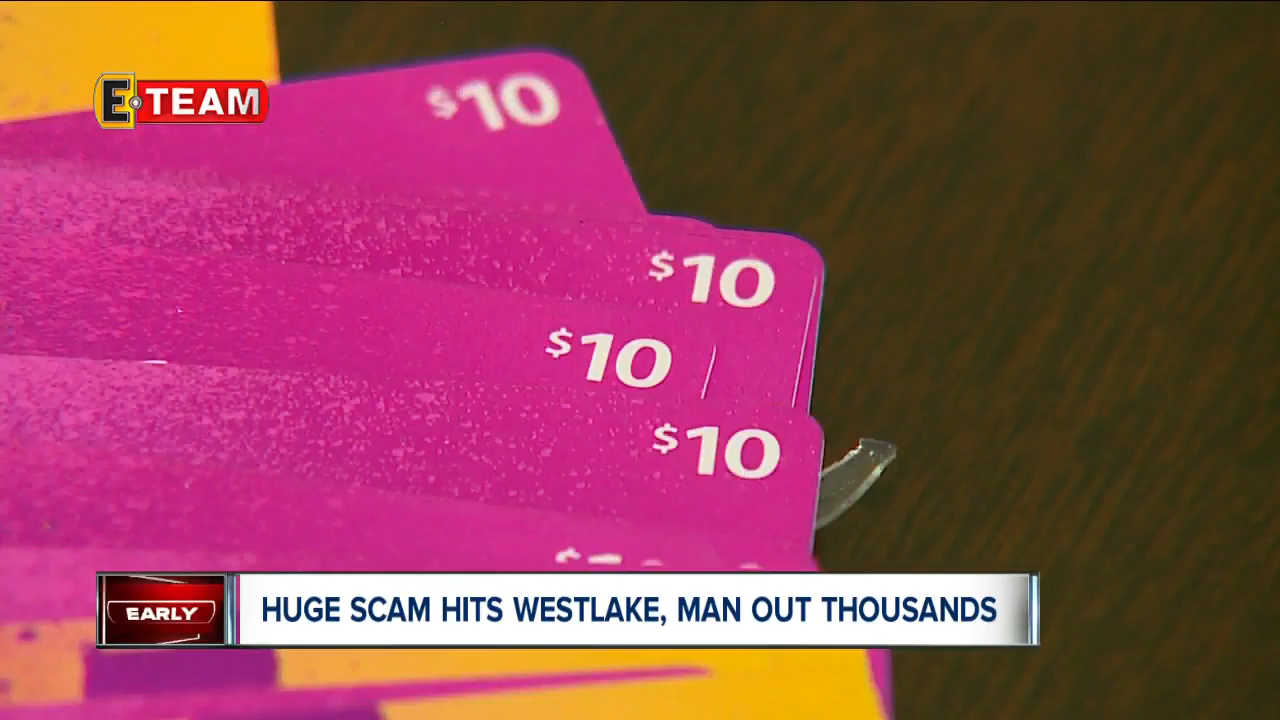 E•TEAM
$10
$10
$10
$10
EARLY
HUGE SCAM HITS WESTLAKE, MAN OUT THOUSANDS